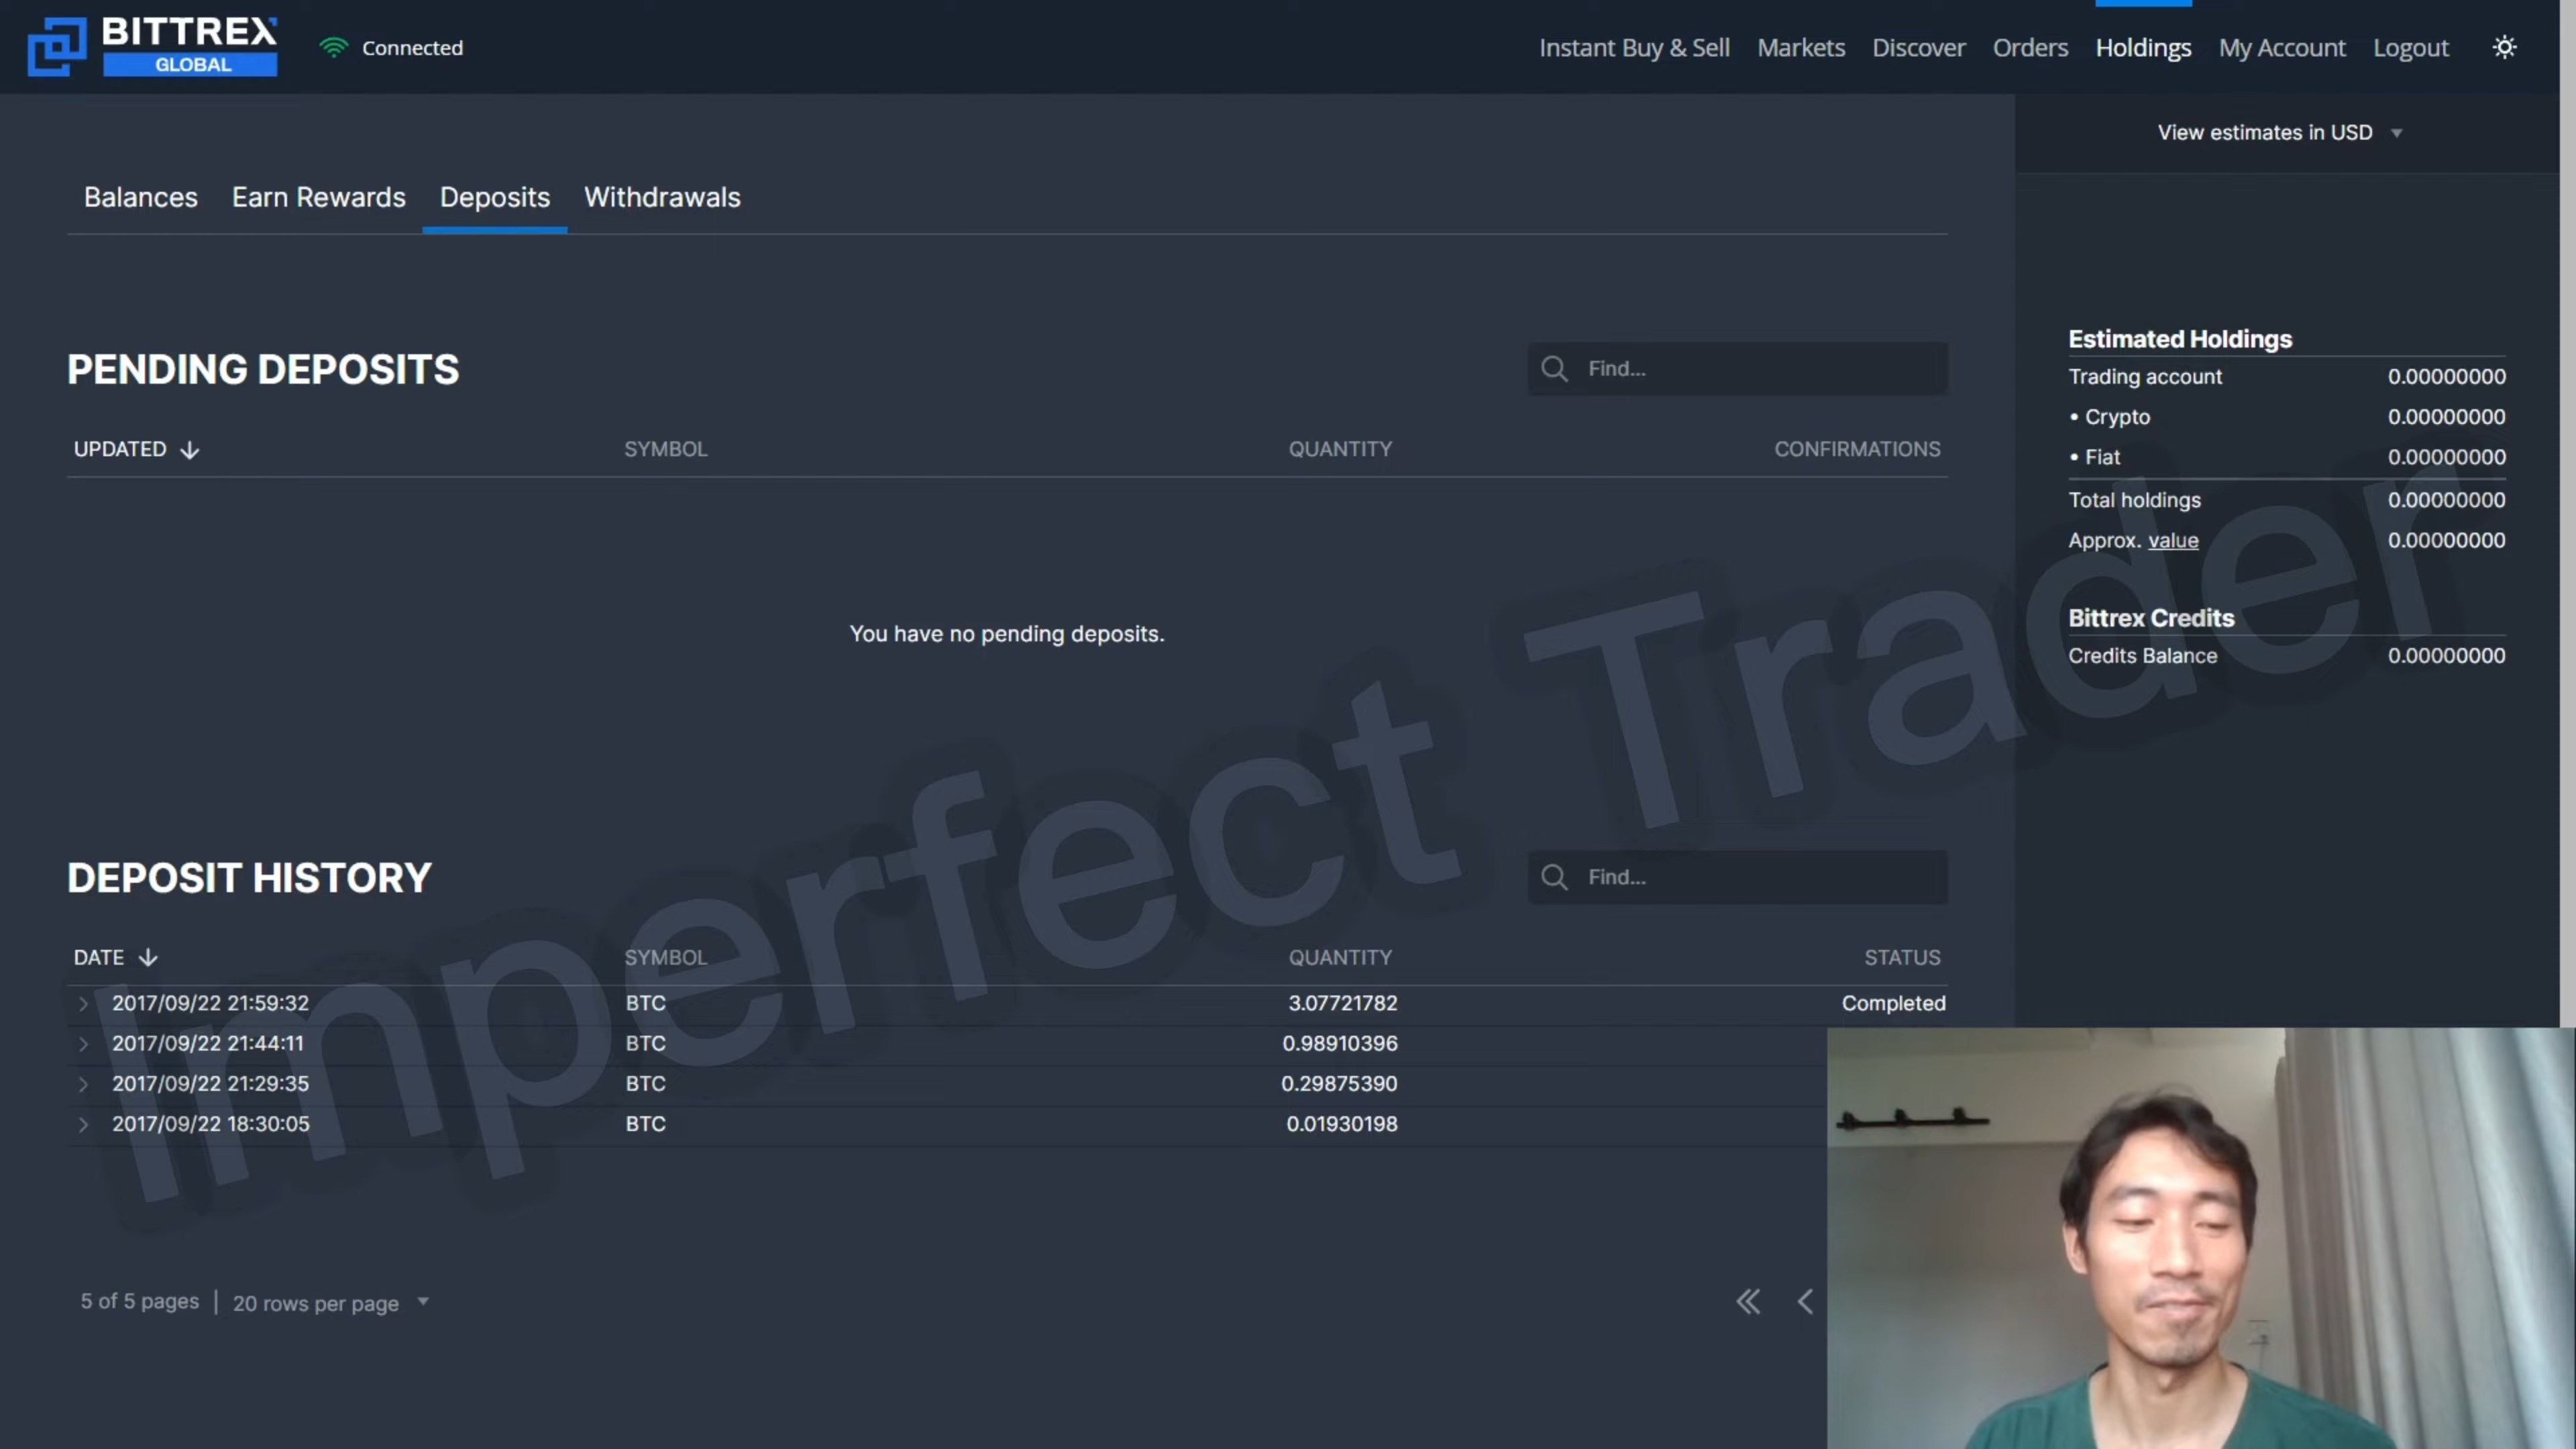 BITTREX
GLOBAL
Connected
Instant Buy & Sell Markets Discover Orders Holdings My Account Logout
View estimates in USD
Balances Earn Rewards Deposits Withdrawals
PENDING DEPOSITS
Find...
UPDATED SYMBOL QUANTITY CONFIRMATIONS
You have no pending deposits.
Estimated Holdings
Trading account 0.00000000
• Crypto 0.00000000
• Fiat 0.00000000
Total holdings 0.00000000
Approx. value 0.00000000
Bittrex Credits
Credits Balance 0.00000000
Imperfect Trader
DEPOSIT HISTORY
Find...
DATE SYMBOL QUANTITY STATUS
2017/09/22 21:59:32 BTC 3.07721782 Completed
2017/09/22 21:44:11 BTC 0.98910396
2017/09/22 21:29:35 BTC 0.29875390
2017/09/22 18:30:05 BTC 0.01930198
5 of 5 pages | 20 rows per page